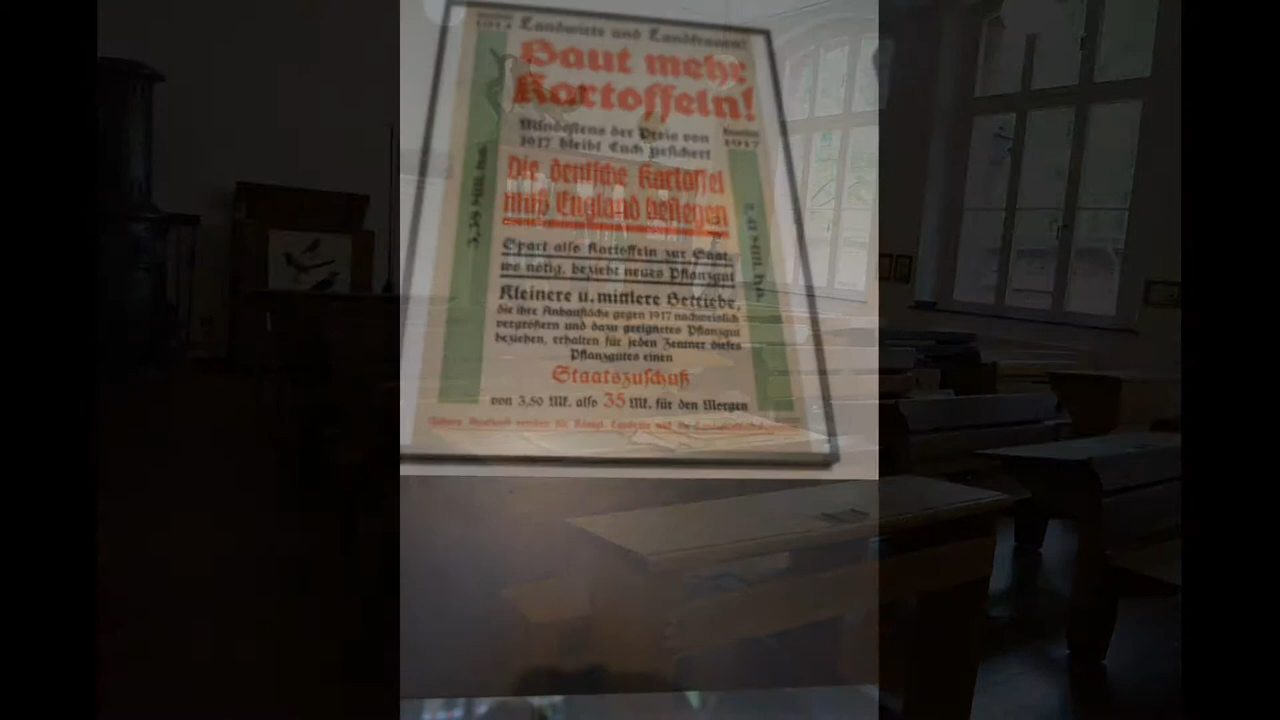 Landwirte und Landfrauen!
Baut mehr
Kartoffeln!
Mindestens der Preis von
1917 bleibt Euch gesichert
1917
Die deutsche Kartoffel
muß England besiegen
Spart also Kartoffeln zur Saat,
wo nötig, bezieht neues Pflanzgut
Kleinere u. mittlere Betriebe,
die ihre Anbaufläche gegen 1917 nachweislich
vergrößern und dazu geeignetes Pflanzgut
beziehen, erhalten für jeden Zentner dieses
Pflanzgutes einen
Staatszuschuß
von 3,50 Mk. also 35 Mk. für den Morgen